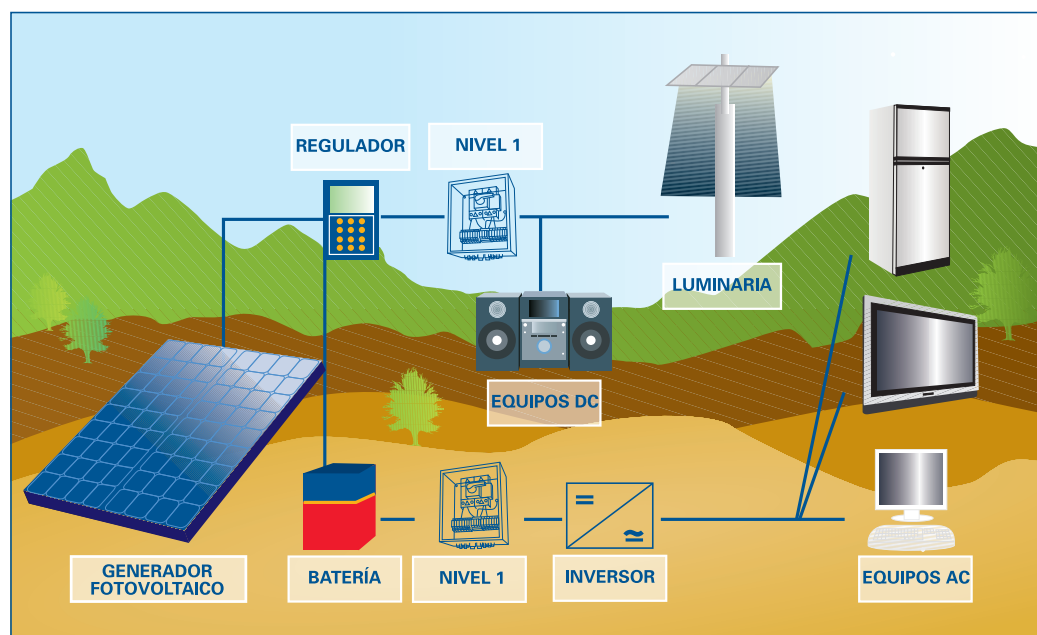 REGULADOR
NIVEL 1
LUMINARIA
EQUIPOS DC
GENERADOR
FOTOVOLTAICO
BATERÍA
NIVEL 1
INVERSOR
EQUIPOS AC